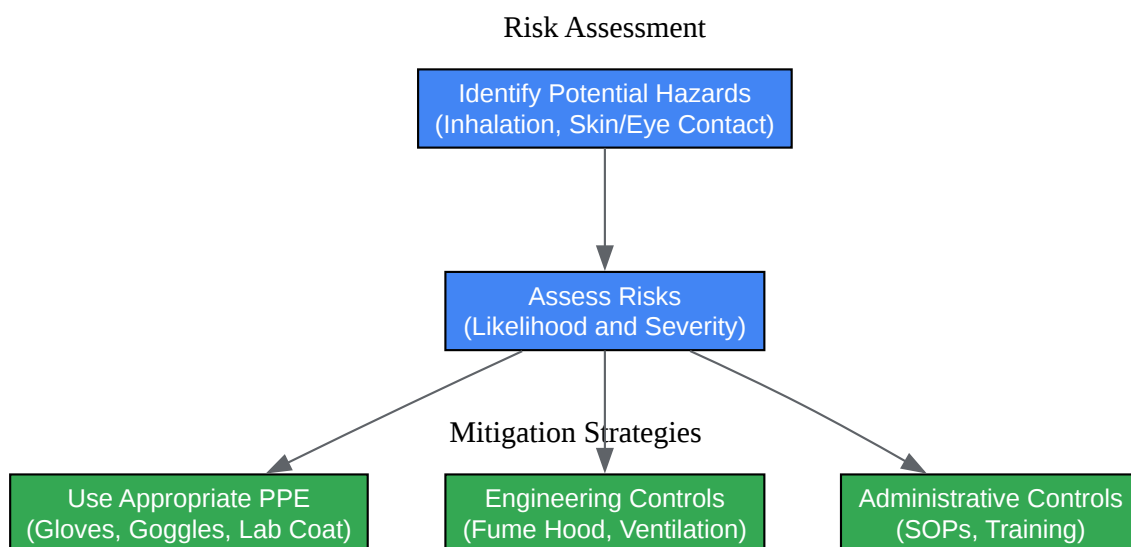 Risk Assessment
Identify Potential Hazards
(Inhalation, Skin/Eye Contact)
Assess Risks
(Likelihood and Severity)
Mitigation Strategies
Use Appropriate PPE
(Gloves, Goggles, Lab Coat)
Engineering Controls
(Fume Hood, Ventilation)
Administrative Controls
(SOPs, Training)